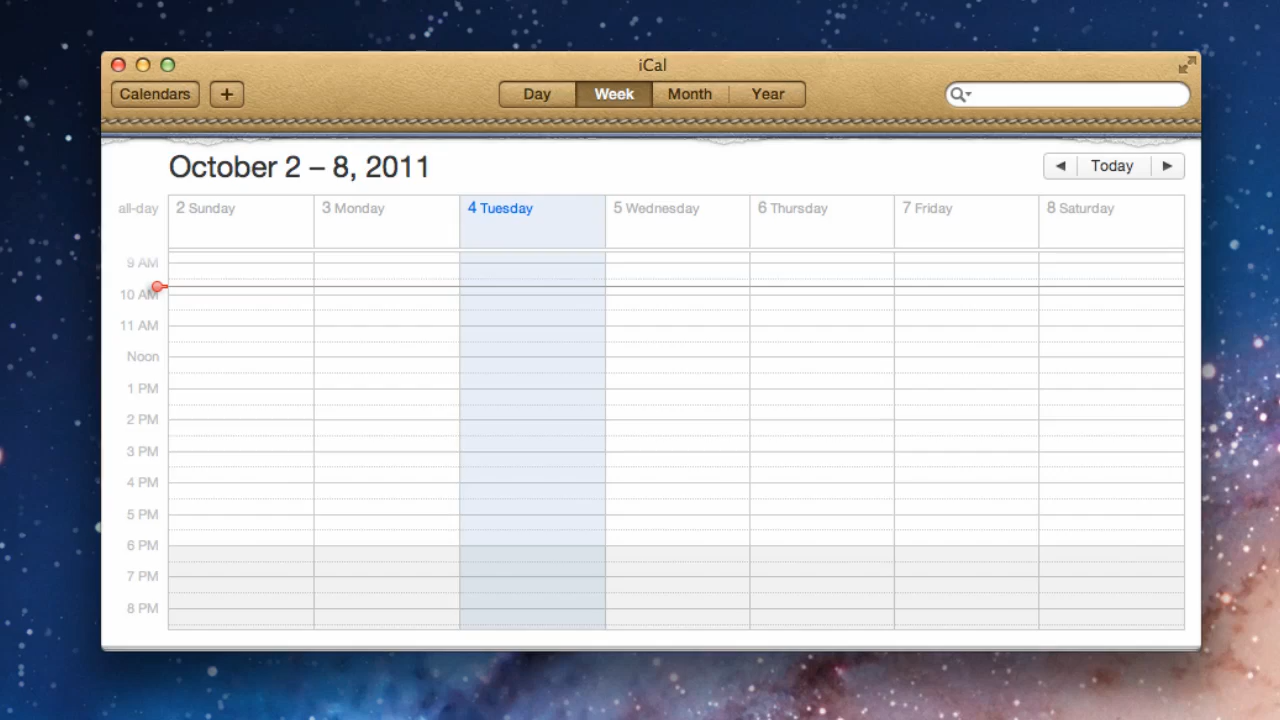 iCal
Calendars + Day Week Month Year
October 2 – 8, 2011
Today
all-day 2 Sunday 3 Monday 4 Tuesday 5 Wednesday 6 Thursday 7 Friday 8 Saturday
9 AM
10 AM
11 AM
Noon
1 PM
2 PM
3 PM
4 PM
5 PM
6 PM
7 PM
8 PM